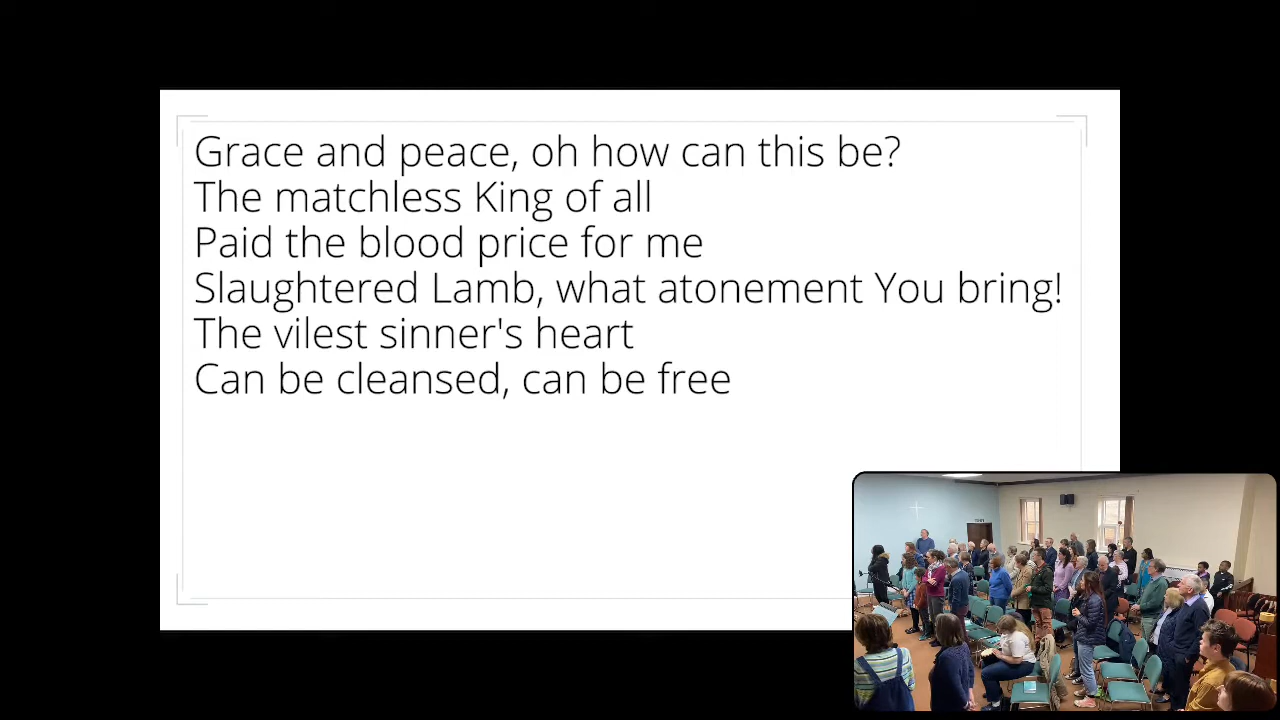 Grace and peace, oh how can this be?
The matchless King of all
Paid the blood price for me
Slaughtered Lamb, what atonement You bring!
The vilest sinner's heart
Can be cleansed, can be free